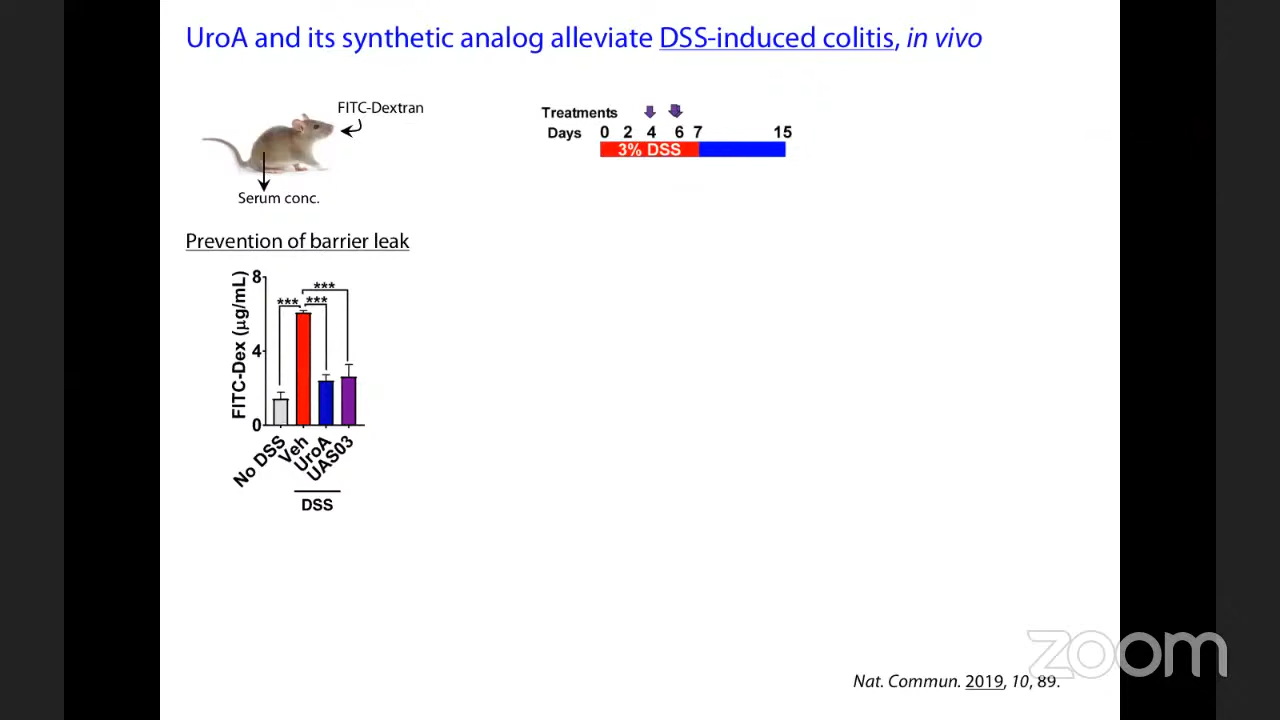 UroA and its synthetic analog alleviate DSS-induced colitis, in vivo
FITC-Dextran
Serum conc.
Treatments
Days 0 2 4 6 7 15
3% DSS
Prevention of barrier leak
FITC-Dex (µg/mL)
8
4
0
***
*** ***
No DSS
Veh
UroA
UAS03
DSS
zoom
Nat. Commun. 2019, 10, 89.